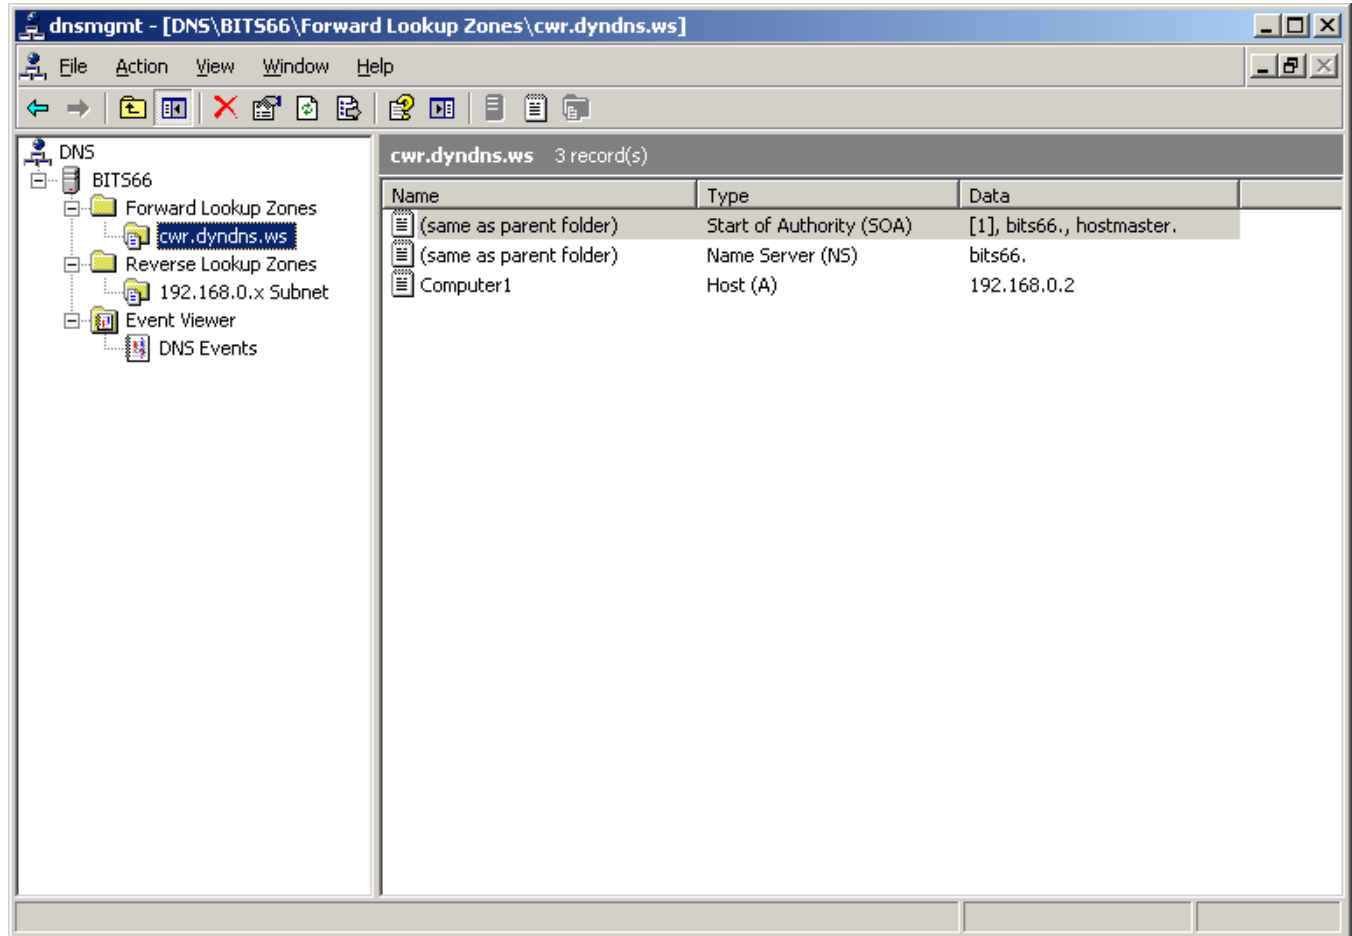 dnsmgmt - [DNS\BITS66\Forward Lookup Zones\cwr.dyndns.ws]
File Action View Window Help
DNS
BITS66
Forward Lookup Zones
cwr.dyndns.ws
Reverse Lookup Zones
192.168.0.x Subnet
Event Viewer
DNS Events
cwr.dyndns.ws 3 record(s)
Name Type Data
(same as parent folder) Start of Authority (SOA) [1], bits66., hostmaster.
(same as parent folder) Name Server (NS) bits66.
Computer1 Host (A) 192.168.0.2